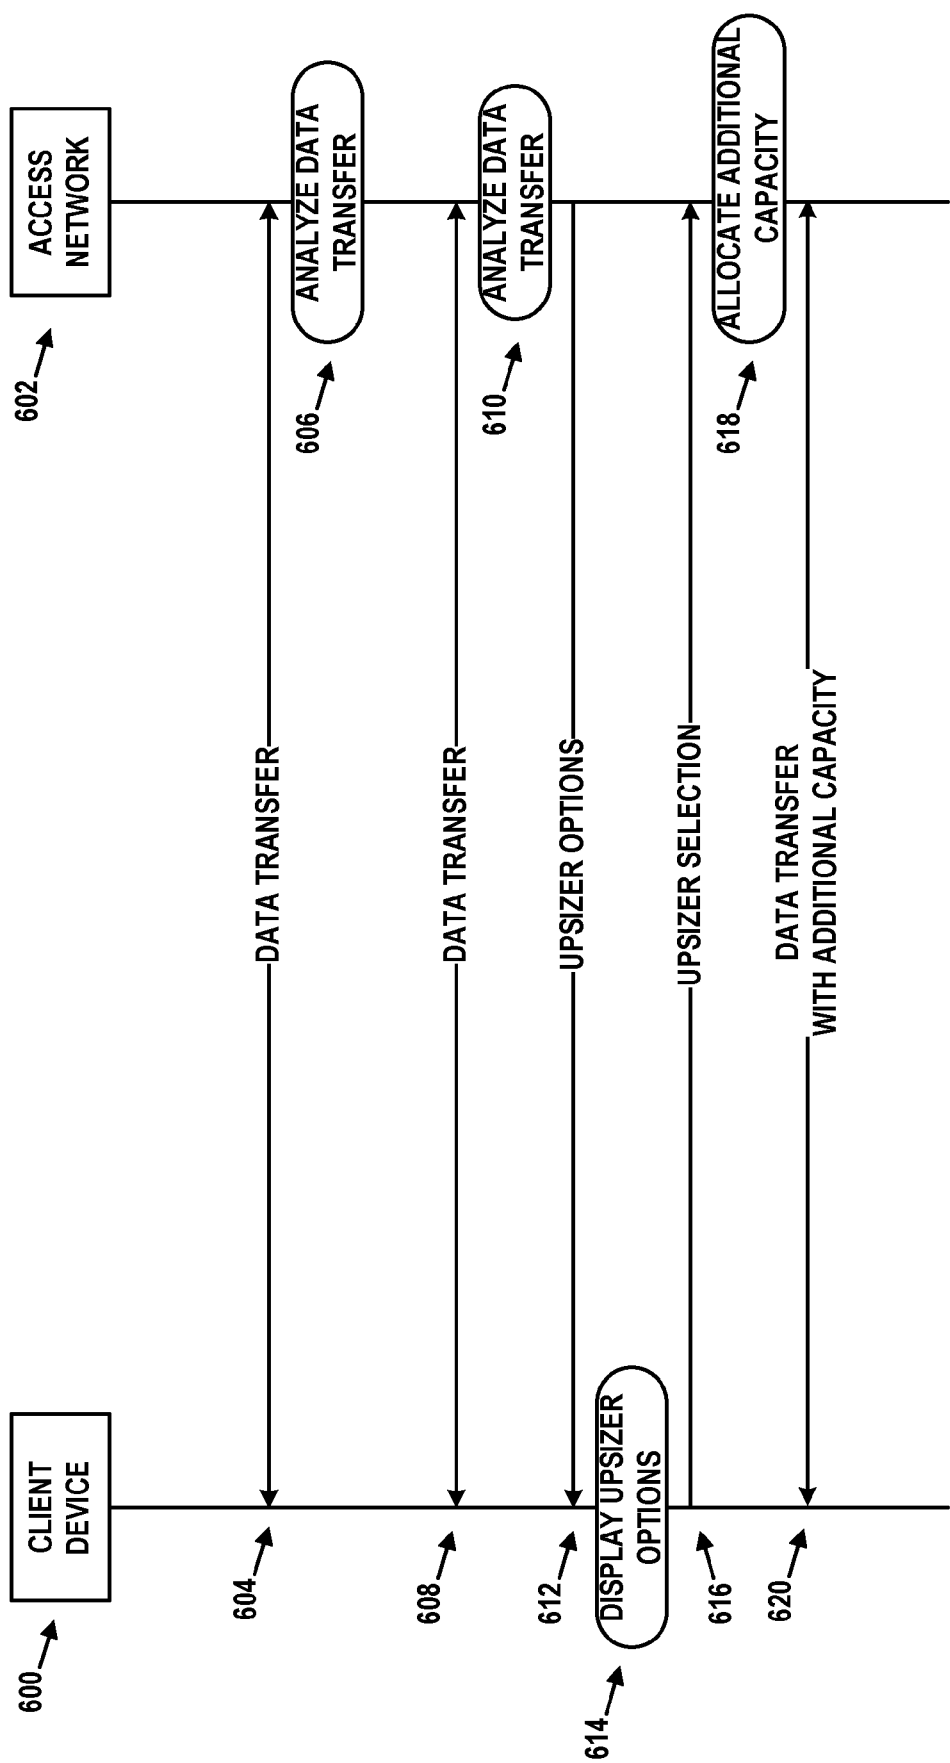 600
CLIENT
DEVICE
602
ACCESS
NETWORK
604
DATA TRANSFER
606
ANALYZE DATA
TRANSFER
608
DATA TRANSFER
610
ANALYZE DATA
TRANSFER
612
UPSIZER OPTIONS
614
DISPLAY UPSIZER
OPTIONS
616
UPSIZER SELECTION
618
ALLOCATE ADDITIONAL
CAPACITY
620
DATA TRANSFER
WITH ADDITIONAL CAPACITY